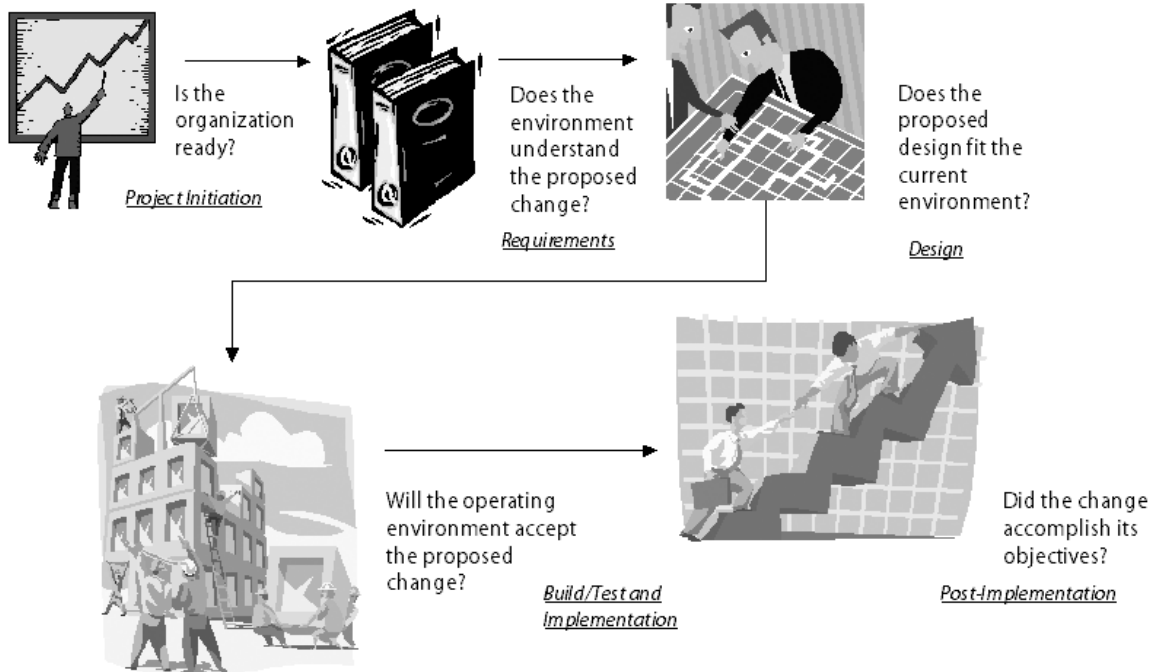 Is the
organization
ready?
Project Initiation
Does the
environment
understand
the proposed
change?
Requirements
Does the
proposed
design fit the
current
environment?
Design
Will the operating
environment accept
the proposed
change?
Build/Test and
Implementation
Did the change
accomplish its
objectives?
Post-Implementation